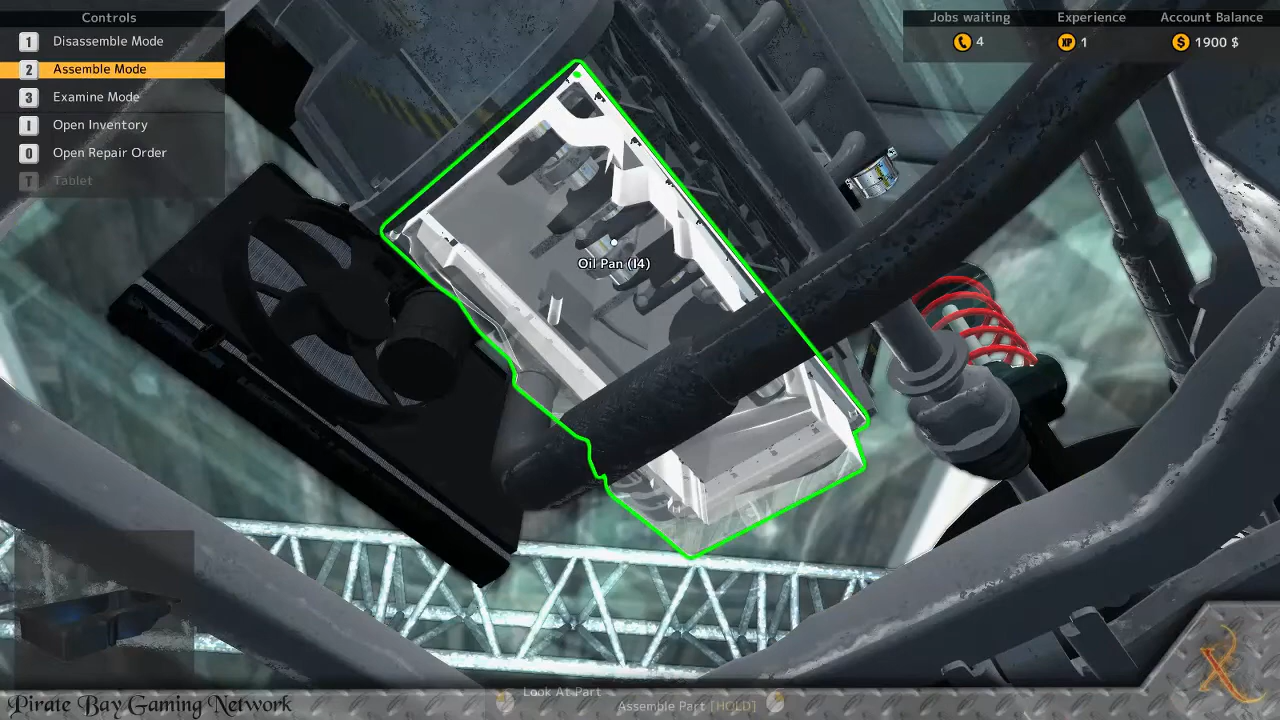 Controls
1 Disassemble Mode
2 Assemble Mode
3 Examine Mode
I Open Inventory
O Open Repair Order
T Tablet
Jobs waiting Experience Account Balance
4 XP 1 $ 1900 $
Oil Pan (I4)
Look At Part
Assemble Part [HOLD]
Pirate Bay Gaming Network